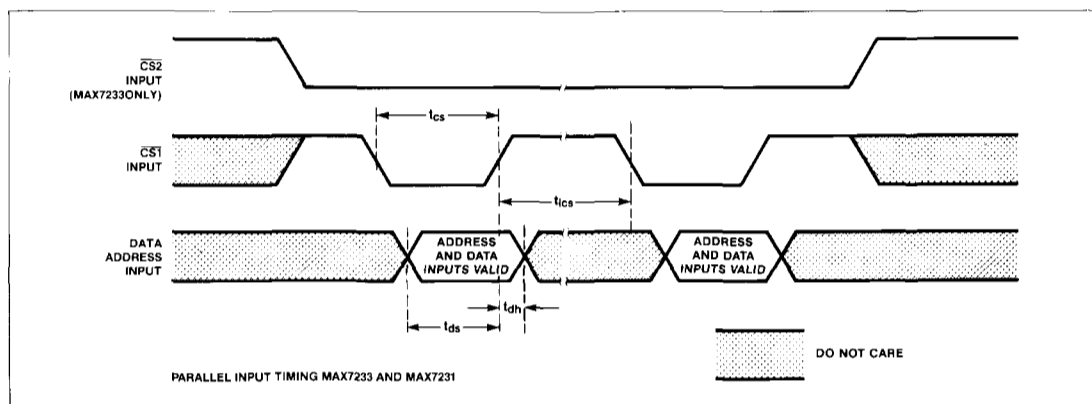 CS2
INPUT
(MAX7233ONLY)
tcs
CS1
INPUT
tics
DATA
ADDRESS
INPUT
ADDRESS
AND DATA
INPUTS VALID
ADDRESS
AND DATA
INPUTS VALID
tdh
tds
DO NOT CARE
PARALLEL INPUT TIMING MAX7233 AND MAX7231